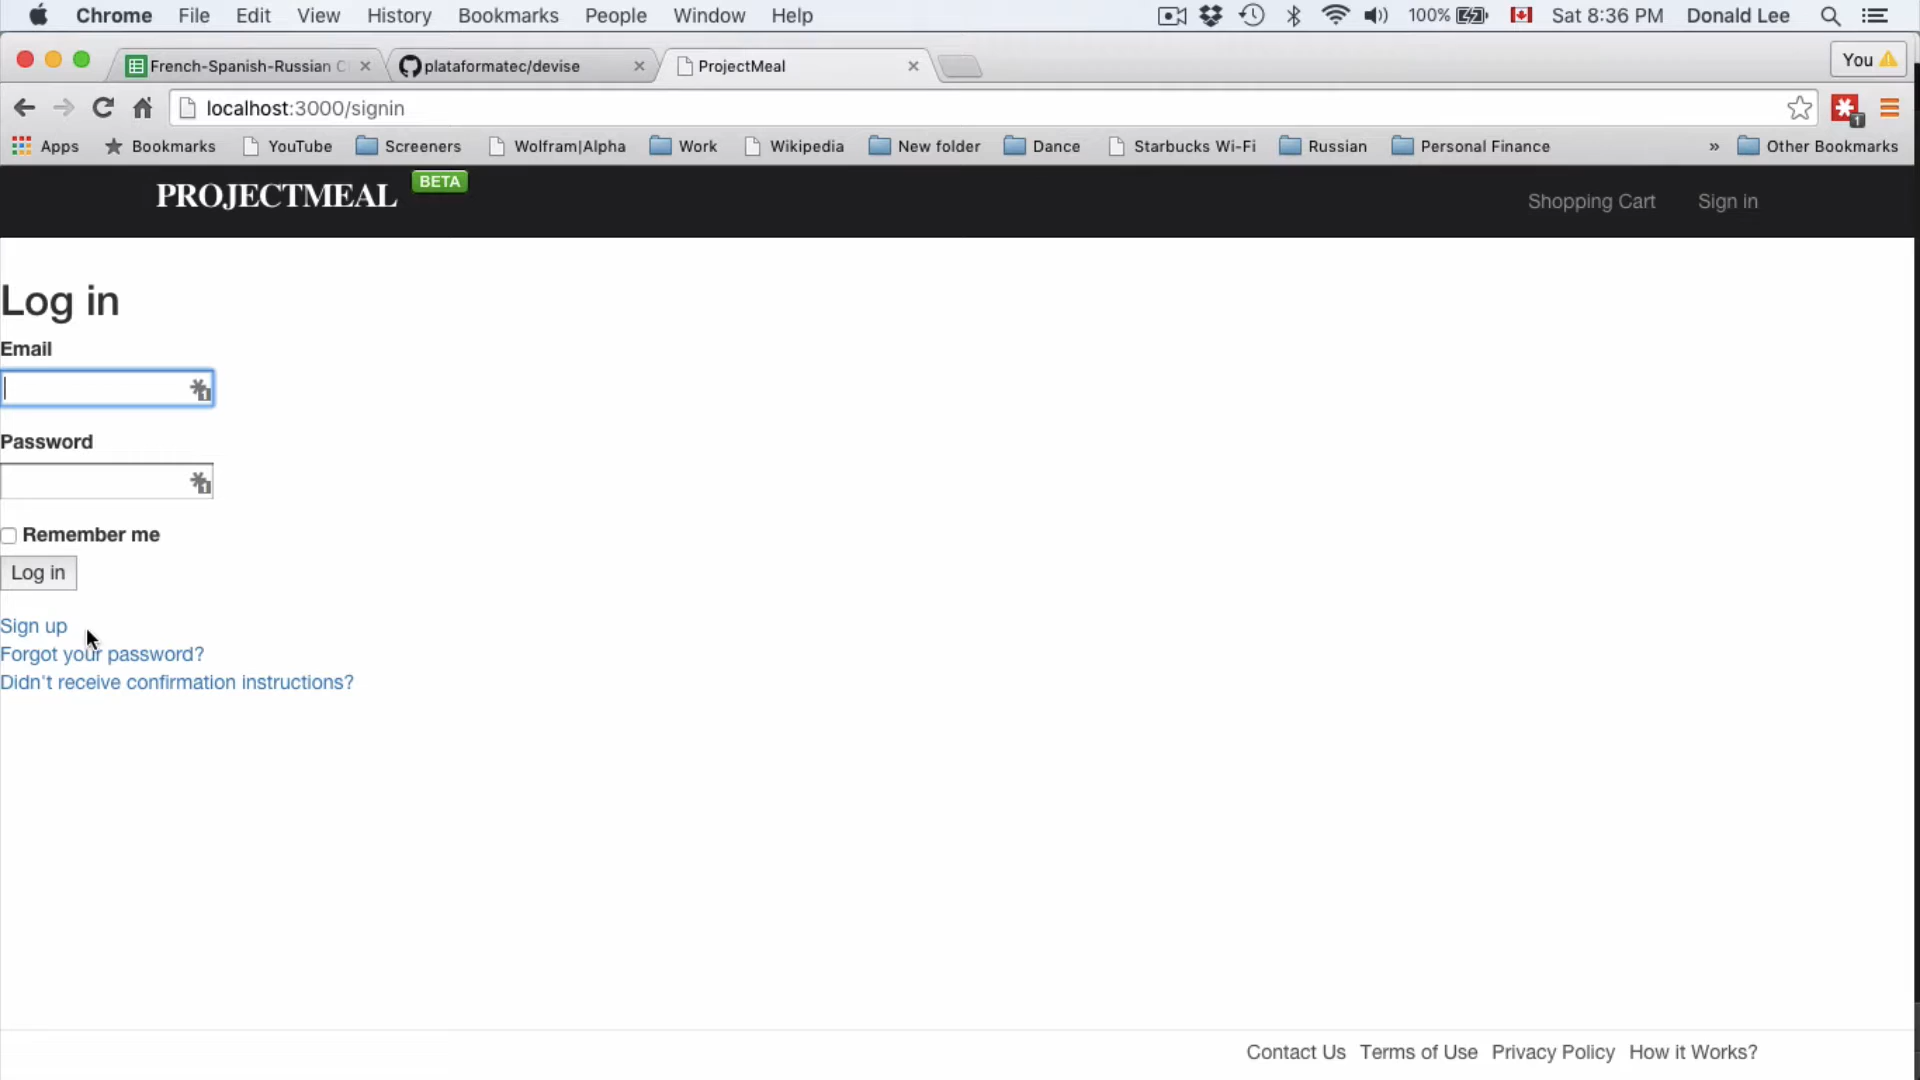 Chrome File Edit View History Bookmarks People Window Help 100% Sat 8:36 PM Donald Lee
French-Spanish-Russian C plataformatec/devise ProjectMeal You
localhost:3000/signin 1
Apps Bookmarks YouTube Screeners Wolfram|Alpha Work Wikipedia New folder Dance Starbucks Wi-Fi Russian Personal Finance » Other Bookmarks
PROJECTMEAL BETA Shopping Cart Sign in
Log in
Email
1
Password
1
Remember me
Log in
Sign up
Forgot your password?
Didn't receive confirmation instructions?
Contact Us Terms of Use Privacy Policy How it Works?